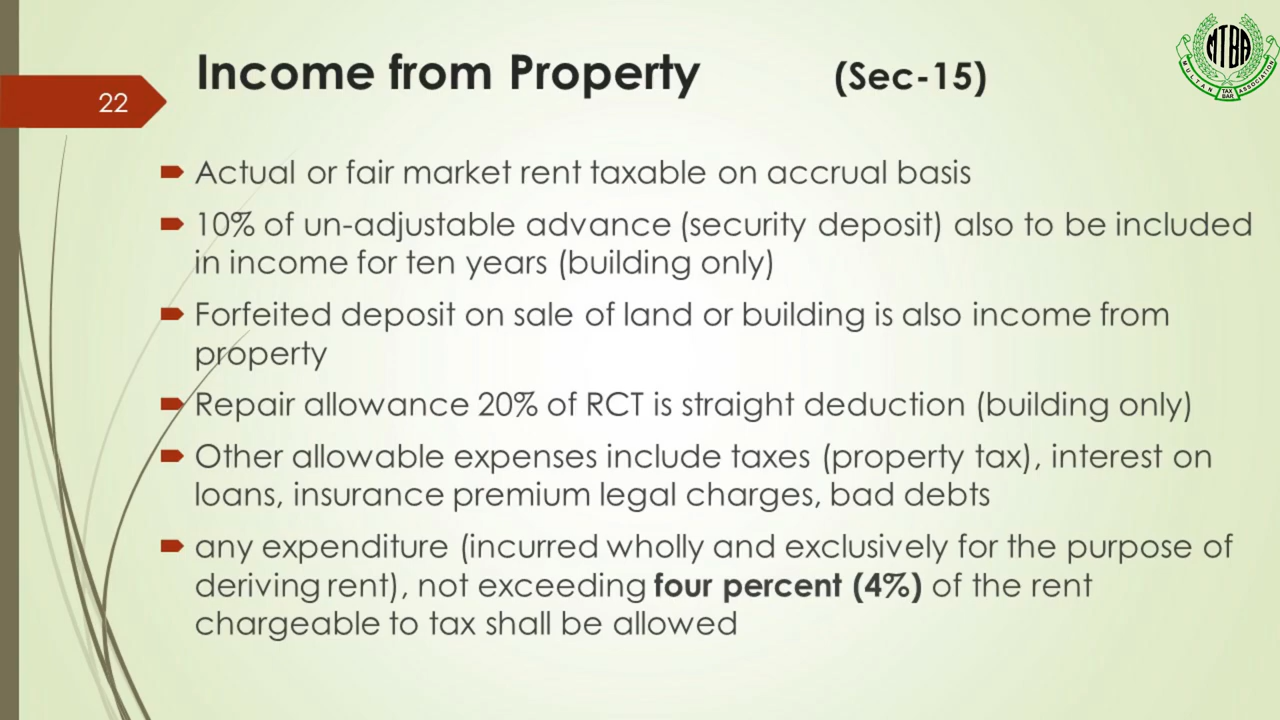 Income from Property (Sec-15)
22
MTBA
MULTAN TAX BAR ASSOCIATION
Actual or fair market rent taxable on accrual basis
10% of un-adjustable advance (security deposit) also to be included
in income for ten years (building only)
Forfeited deposit on sale of land or building is also income from
property
Repair allowance 20% of RCT is straight deduction (building only)
Other allowable expenses include taxes (property tax), interest on
loans, insurance premium legal charges, bad debts
any expenditure (incurred wholly and exclusively for the purpose of
deriving rent), not exceeding four percent (4%) of the rent
chargeable to tax shall be allowed